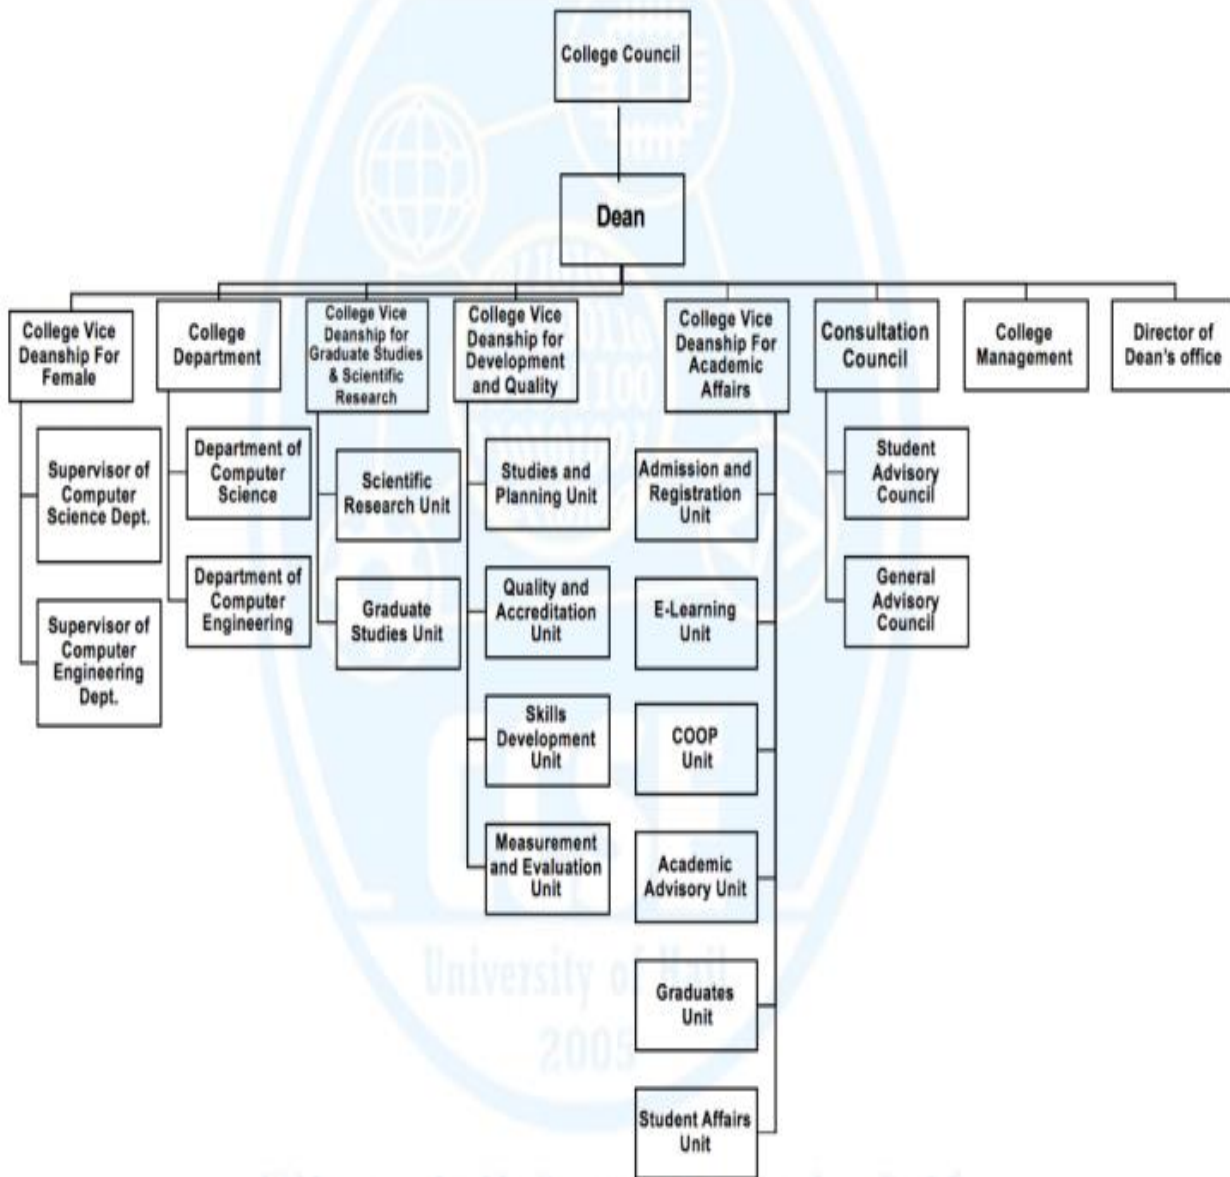 College Council
Dean
College Vice
Deanship For
Female
College
Department
College Vice
Deanship for
Graduate Studies
& Scientific
Research
College Vice
Deanship for
Development
and Quality
College Vice
Deanship For
Academic
Affairs
Consultation
Council
College
Management
Director of
Dean's office
Supervisor of
Computer
Science Dept.
Supervisor of
Computer
Engineering
Dept.
Department of
Computer
Science
Department of
Computer
Engineering
Scientific
Research Unit
Graduate
Studies Unit
Studies and
Planning Unit
Quality and
Accreditation
Unit
Skills
Development
Unit
Measurement
and Evaluation
Unit
Admission and
Registration
Unit
E-Learning
Unit
COOP
Unit
Academic
Advisory Unit
Graduates
Unit
Student Affairs
Unit
Student
Advisory
Council
General
Advisory
Council
University of Hail
2005